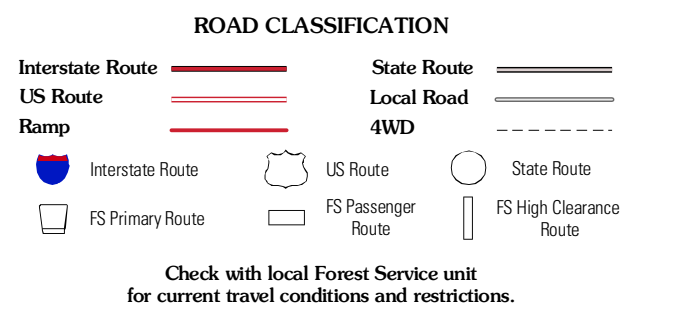 ROAD CLASSIFICATION
Interstate Route
State Route
US Route
Local Road
Ramp
4WD
Interstate Route
US Route
State Route
FS Primary Route
FS Passenger
Route
FS High Clearance
Route
Check with local Forest Service unit
for current travel conditions and restrictions.